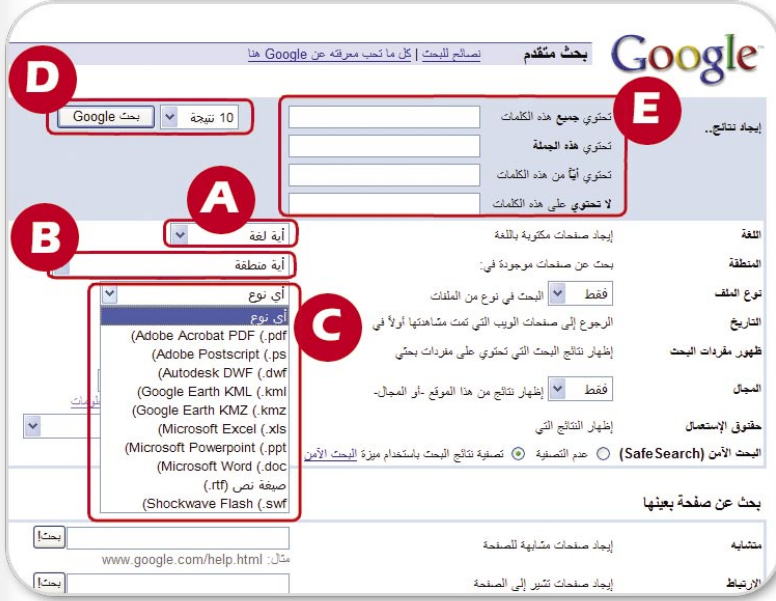 Google
بحث متقدم
نصائح للبحث | كل ما تحب معرفته عن Google هنا
D
E
إيجاد نتائج..
تحتوي جميع هذه الكلمات
10 نتيجة
بحث Google
تحتوي هذه الجملة
تحتوي أيّاً من هذه الكلمات
لا تحتوي على هذه الكلمات
A
B
اللغة إيجاد صفحات مكتوبة باللغة أية لغة
المنطقة بحث عن صفحات موجودة في: أية منطقة
نوع الملف فقط البحث في نوع من الملفات أي نوع
C
أي نوع
(Adobe Acrobat PDF (.pdf
(Adobe Postscript (.ps
(Autodesk DWF (.dwf
(Google Earth KML (.kml
(Google Earth KMZ (.kmz
(Microsoft Excel (.xls
(Microsoft Powerpoint (.ppt
(Microsoft Word (.doc
صيغة نص (rtf.)
(Shockwave Flash (.swf
التاريخ الرجوع إلى صفحات الويب التي تمت مشاهدتها أولاً في
ظهور مفردات البحث إظهار نتائج البحث التي تحتوي على مفردات بحثي
المجال فقط إظهار نتائج من هذا الموقع -او المجال-
حقوق الإستعمال إظهار النتائج التي
البحث الآمن (SafeSearch) عدم التصفية تصفية نتائج البحث باستخدام ميزة البحث الآمن
بحث عن صفحة بعينها
متشابه إيجاد صفحات مشابهة للصفحة بحث!
مثال: www.google.com/help.html
الارتباط إيجاد صفحات تشير إلى الصفحة بحث!